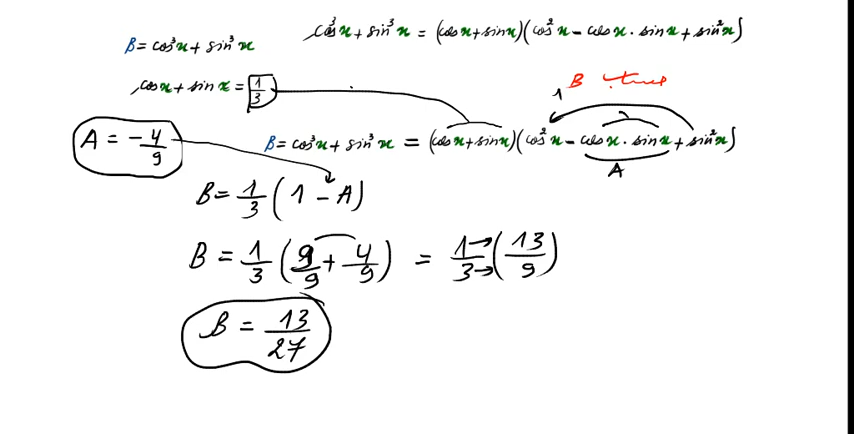 B = cos³x + sin³x
cos³x + sin³x = (cosx + sinx)(cos²x - cosx · sinx + sin²x)
cosx + sin x = 1/3
1 B
A = -4/9
B = cos³x + sin³x = (cosx + sinx)(cos²x - cosx · sinx + sin²x)
A
B = 1/3 (1 - A)
B = 1/3 (9/9 + 4/9) = 1/3 (13/9)
B = 13/27